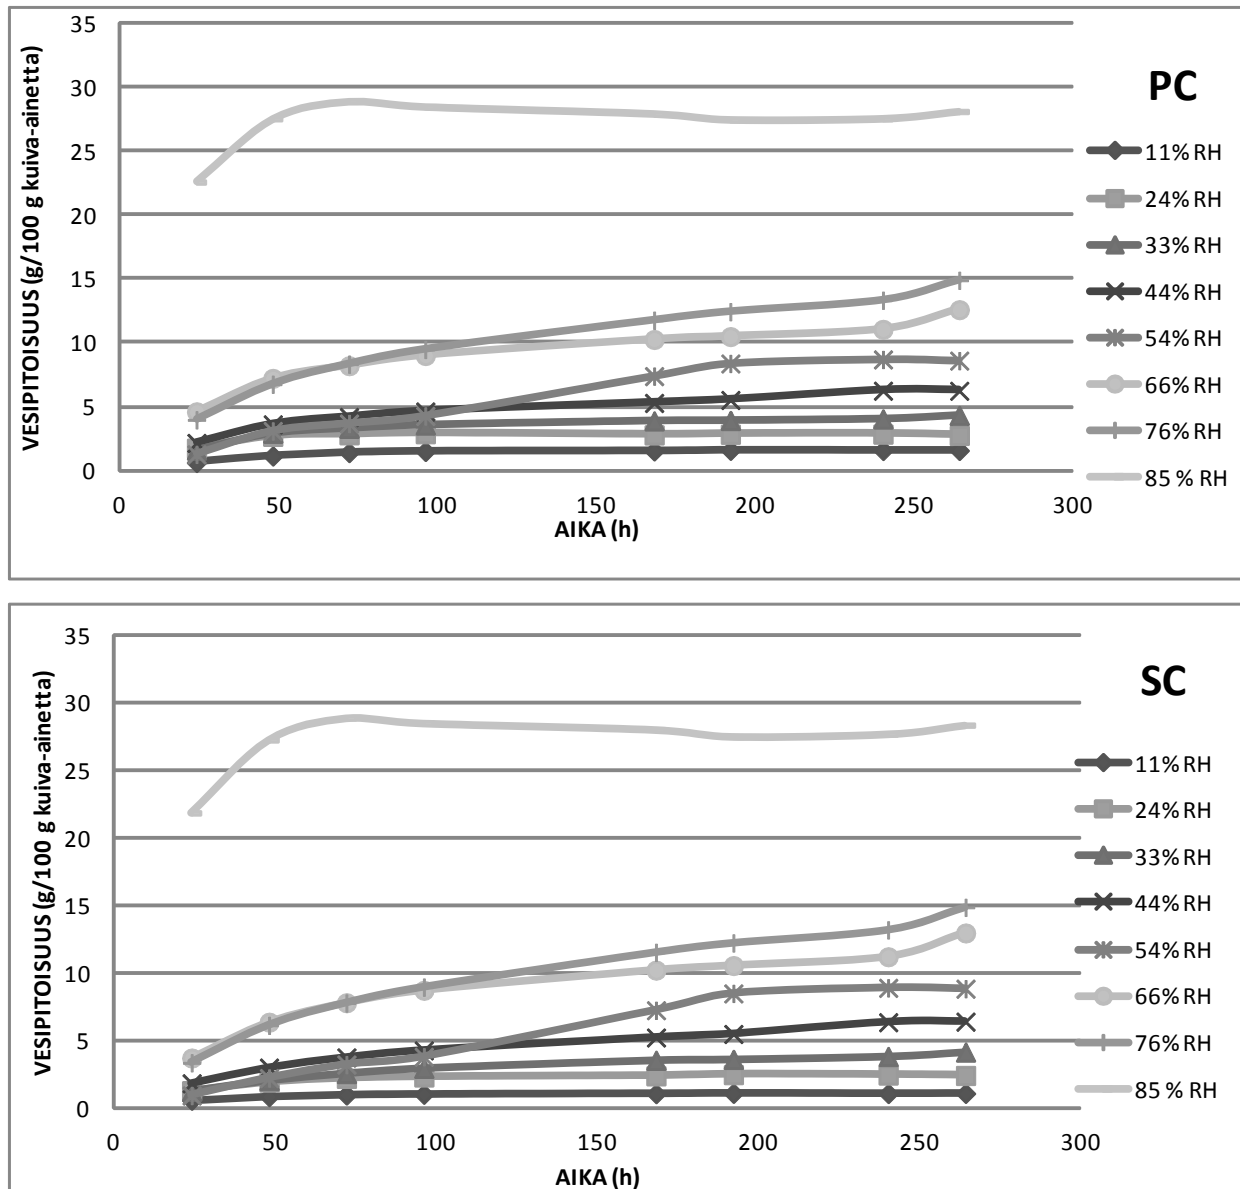 35
30
25
20
15
10
5
0
VESIPITOISUUS (g/100 g kuiva-ainetta)
0 50 100 150 200 250 300
AIKA (h)
PC
11% RH
24% RH
33% RH
44% RH
54% RH
66% RH
76% RH
85 % RH
35
30
25
20
15
10
5
0
VESIPITOISUUS (g/100 g kuiva-ainetta)
0 50 100 150 200 250 300
AIKA (h)
SC
11% RH
24% RH
33% RH
44% RH
54% RH
66% RH
76% RH
85 % RH